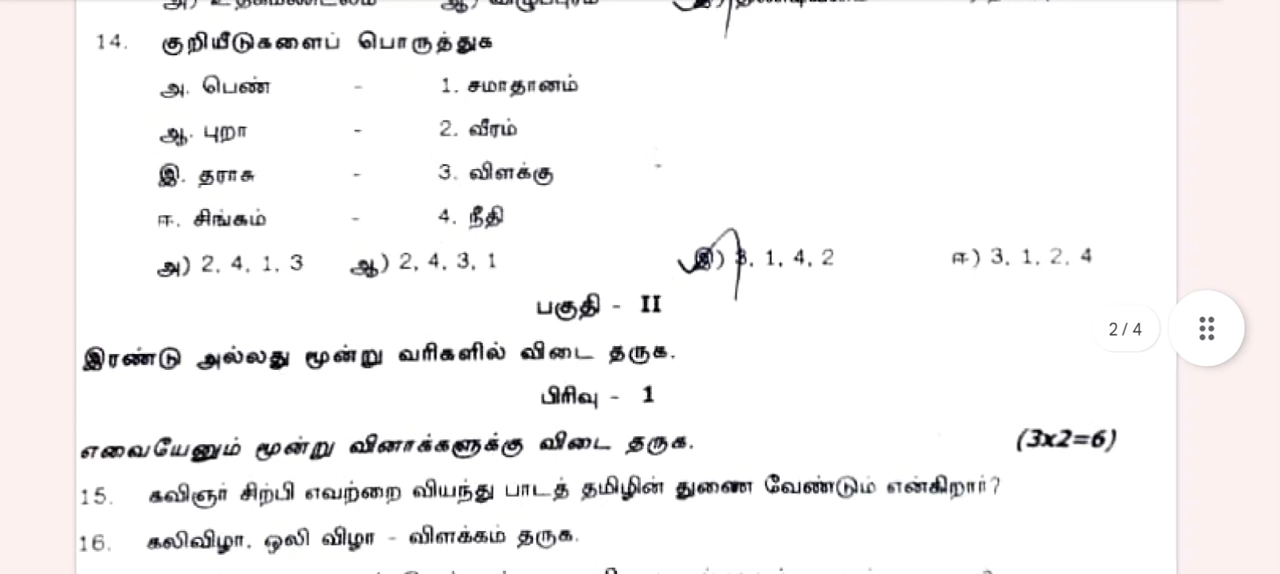 14. குறியீடுகளைப் பொருத்துக
அ. பெண் - 1. சமாதானம்
ஆ. புறா - 2. வீரம்
இ. தராசு - 3. விளக்கு
ஈ. சிங்கம் - 4. நீதி
அ) 2, 4, 1, 3 ஆ) 2, 4, 3, 1 இ) 3, 1, 4, 2 ஈ) 3, 1, 2, 4
பகுதி - II
2 / 4
இரண்டு அல்லது மூன்று வரிகளில் விடை தருக.
பிரிவு - 1
எவையேனும் மூன்று வினாக்களுக்கு விடை தருக. (3x2=6)
15. கவிஞர் சிற்பி எவற்றை வியந்து பாடத் தமிழின் துணை வேண்டும் என்கிறார்?
16. கலிவிழா, ஒலி விழா - விளக்கம் தருக.